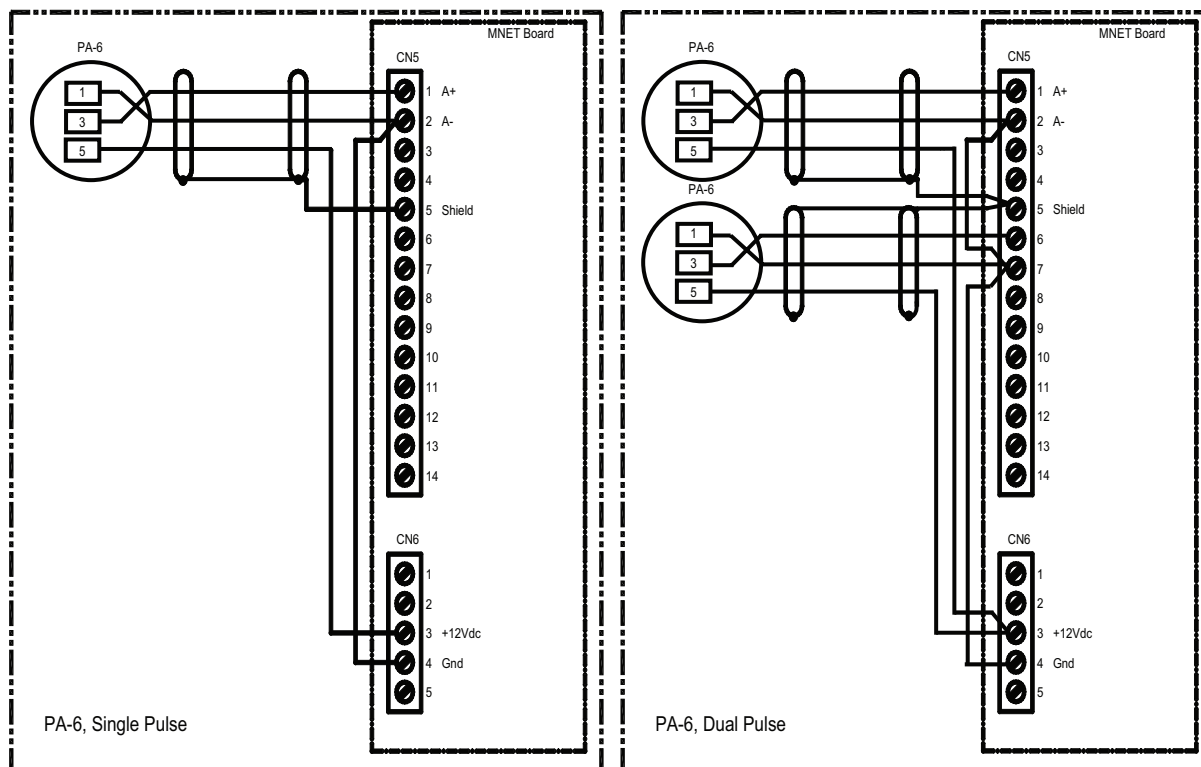 MNET Board
PA-6
CN5
1
3
5
1 A+
2 A-
3
4
5 Shield
6
7
8
9
10
11
12
13
14
CN6
1
2
3 +12Vdc
4 Gnd
5
PA-6, Single Pulse
MNET Board
PA-6
CN5
1
3
5
PA-6
1
3
5
1 A+
2 A-
3
4
5 Shield
6
7
8
9
10
11
12
13
14
CN6
1
2
3 +12Vdc
4 Gnd
5
PA-6, Dual Pulse